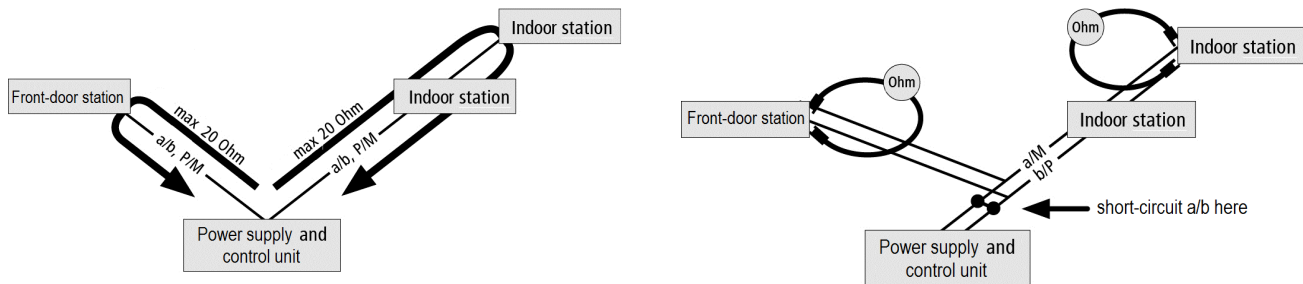 Indoor station
Front-door station
Indoor station
max 20 Ohm
max 20 Ohm
a/b, P/M
a/b, P/M
Power supply and
control unit
Ohm
Indoor station
Ohm
Front-door station
Indoor station
a/M
b/P
short-circuit a/b here
Power supply and
control unit